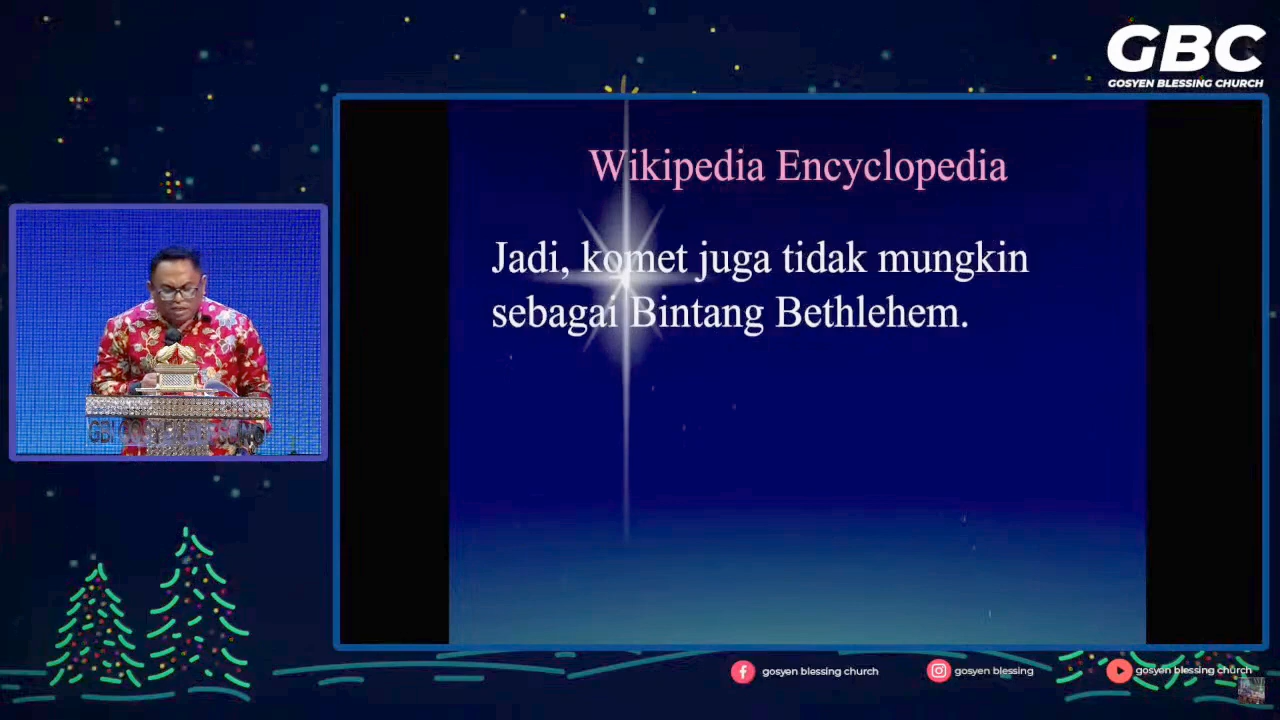 GBC
GOSYEN BLESSING CHURCH
Wikipedia Encyclopedia
Jadi, komet juga tidak mungkin
sebagai Bintang Bethlehem.
gosyen blessing church
gosyen blessing
gosyen blessing church